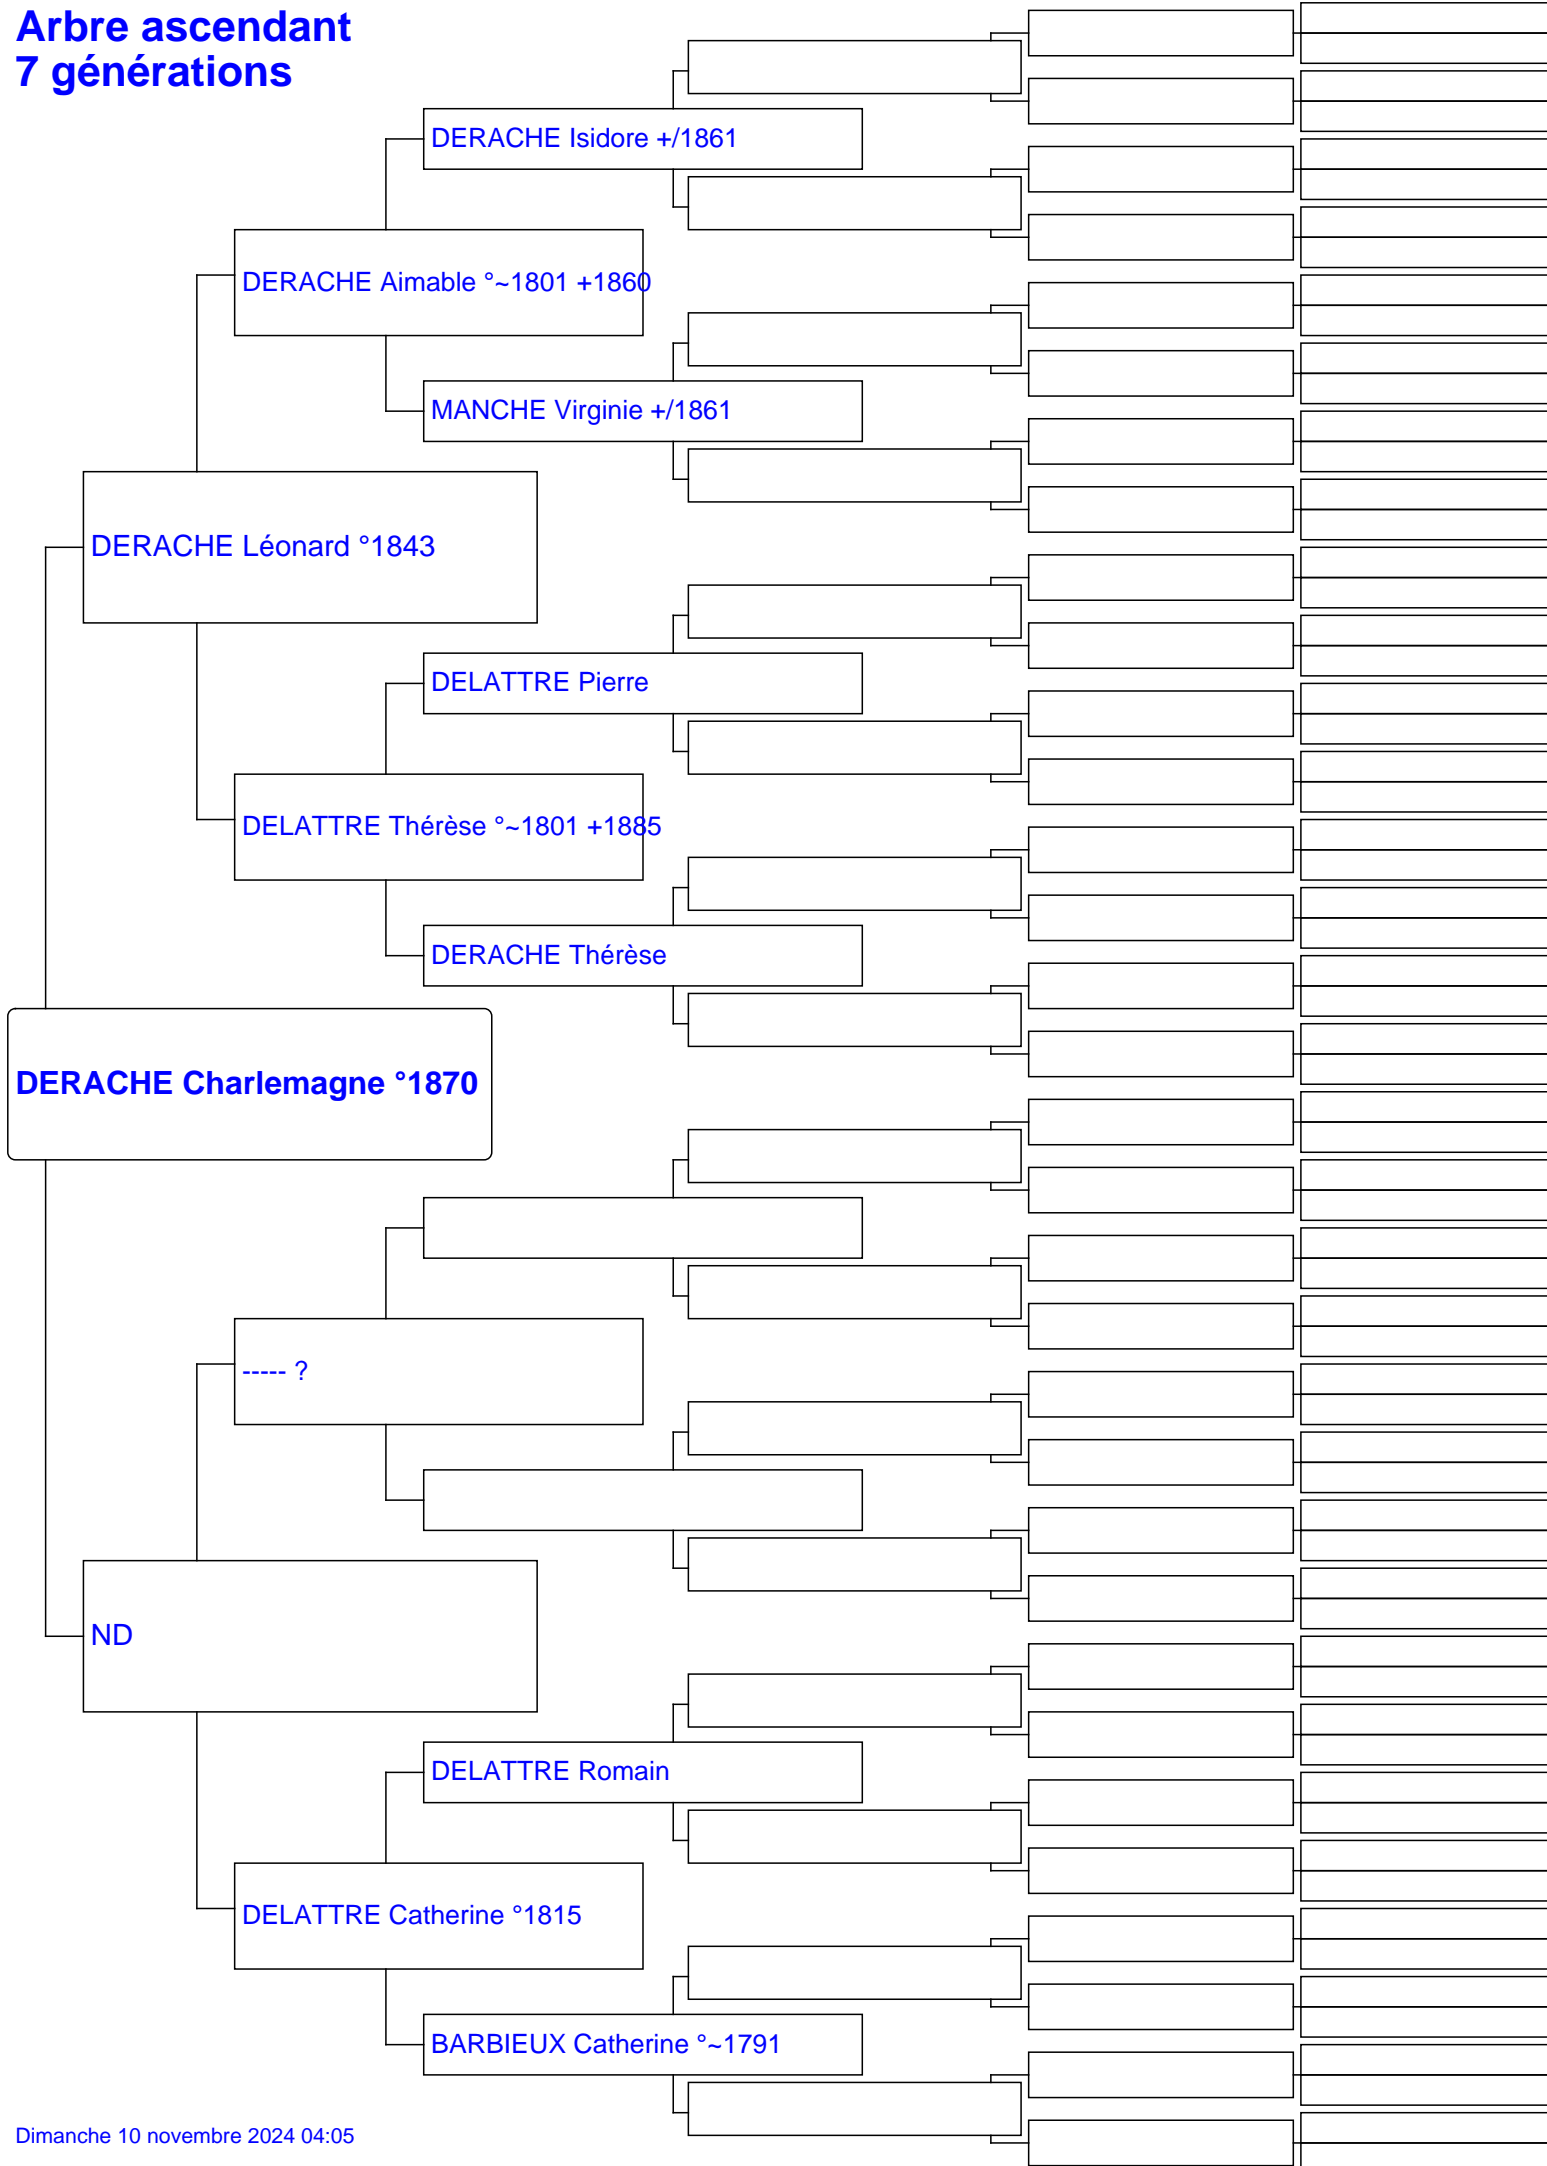 Arbre ascendant
7 générations
DERACHE Isidore +/1861
DERACHE Aimable °~1801 +1860
MANCHE Virginie +/1861
DERACHE Léonard °1843
DELATTRE Pierre
DELATTRE Thérèse °~1801 +1885
DERACHE Thérèse
DERACHE Charlemagne °1870
----- ?
ND
DELATTRE Romain
DELATTRE Catherine °1815
BARBIEUX Catherine °~1791
Dimanche 10 novembre 2024 04:05